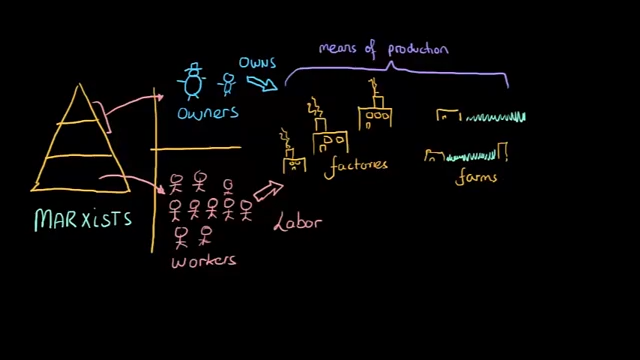 means of production
OWNS
Owners
factories
farms
MARXISTS
Labor
Workers